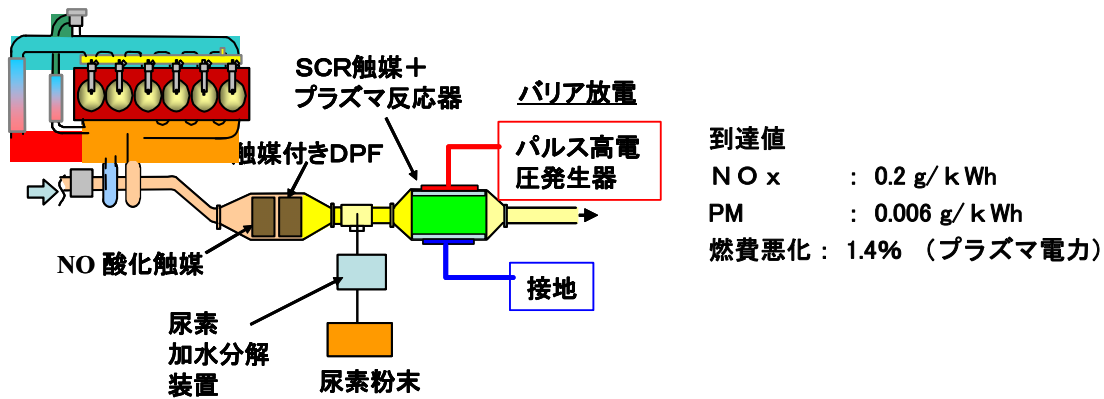 SCR触媒＋
プラズマ反応器
バリア放電
パルス高電
圧発生器
触媒付きDPF
NO 酸化触媒
尿素
加水分解
装置
尿素粉末
接地
到達値
ＮＯｘ : 0.2 g/ｋWh
PM : 0.006 g/ｋWh
燃費悪化： 1.4% （プラズマ電力）